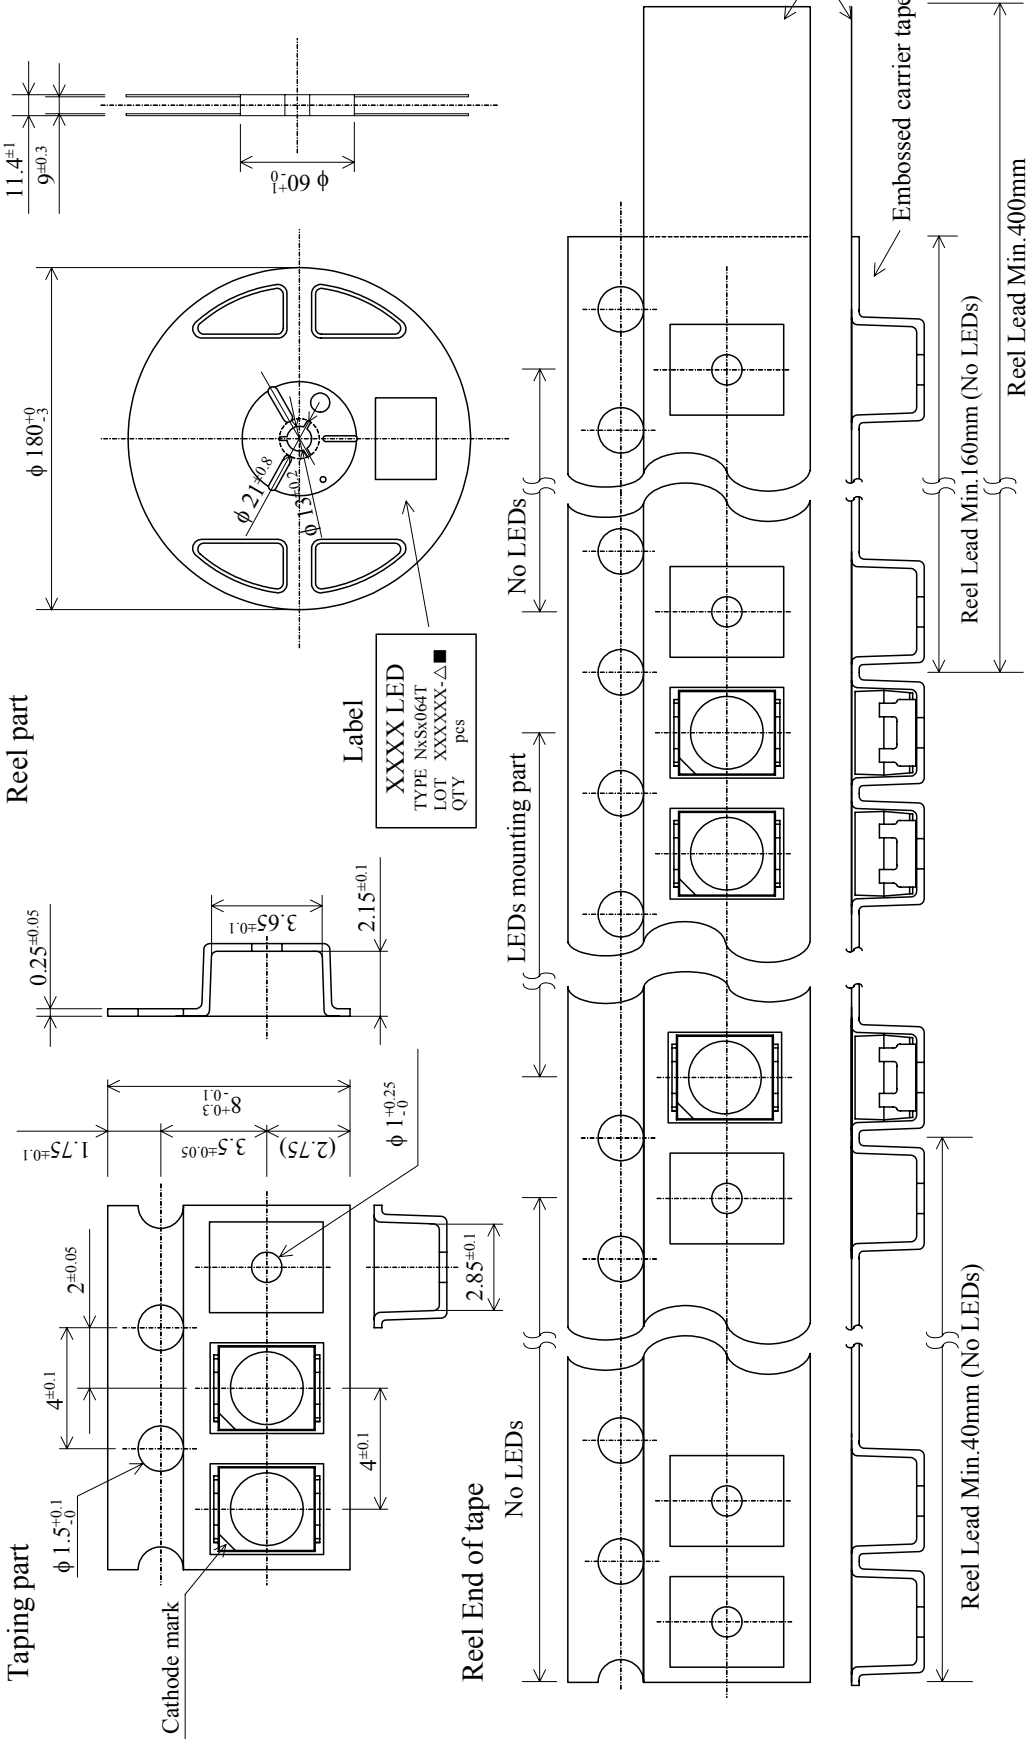 Taping part
Cathode mark
φ 1.5+0.1 -0
4±0.1
2±0.05
4±0.1
1.75±0.1
3.5±0.05
(2.75)
8+0.3 -0.1
φ 1+0.25 -0
2.85±0.1
0.25±0.05
3.65±0.1
2.15±0.1
Reel part
φ 180+0 -3
φ 21±0.8
φ 13±0.2
11.4±1
9±0.3
φ 60+1 -0
Label
XXXX LED
TYPE NxSx064T
LOT XXXXXX-△■
QTY pcs
Reel End of tape
No LEDs
LEDs mounting part
No LEDs
Embossed carrier tape
Reel Lead Min.40mm (No LEDs)
Reel Lead Min.160mm (No LEDs)
Reel Lead Min.400mm